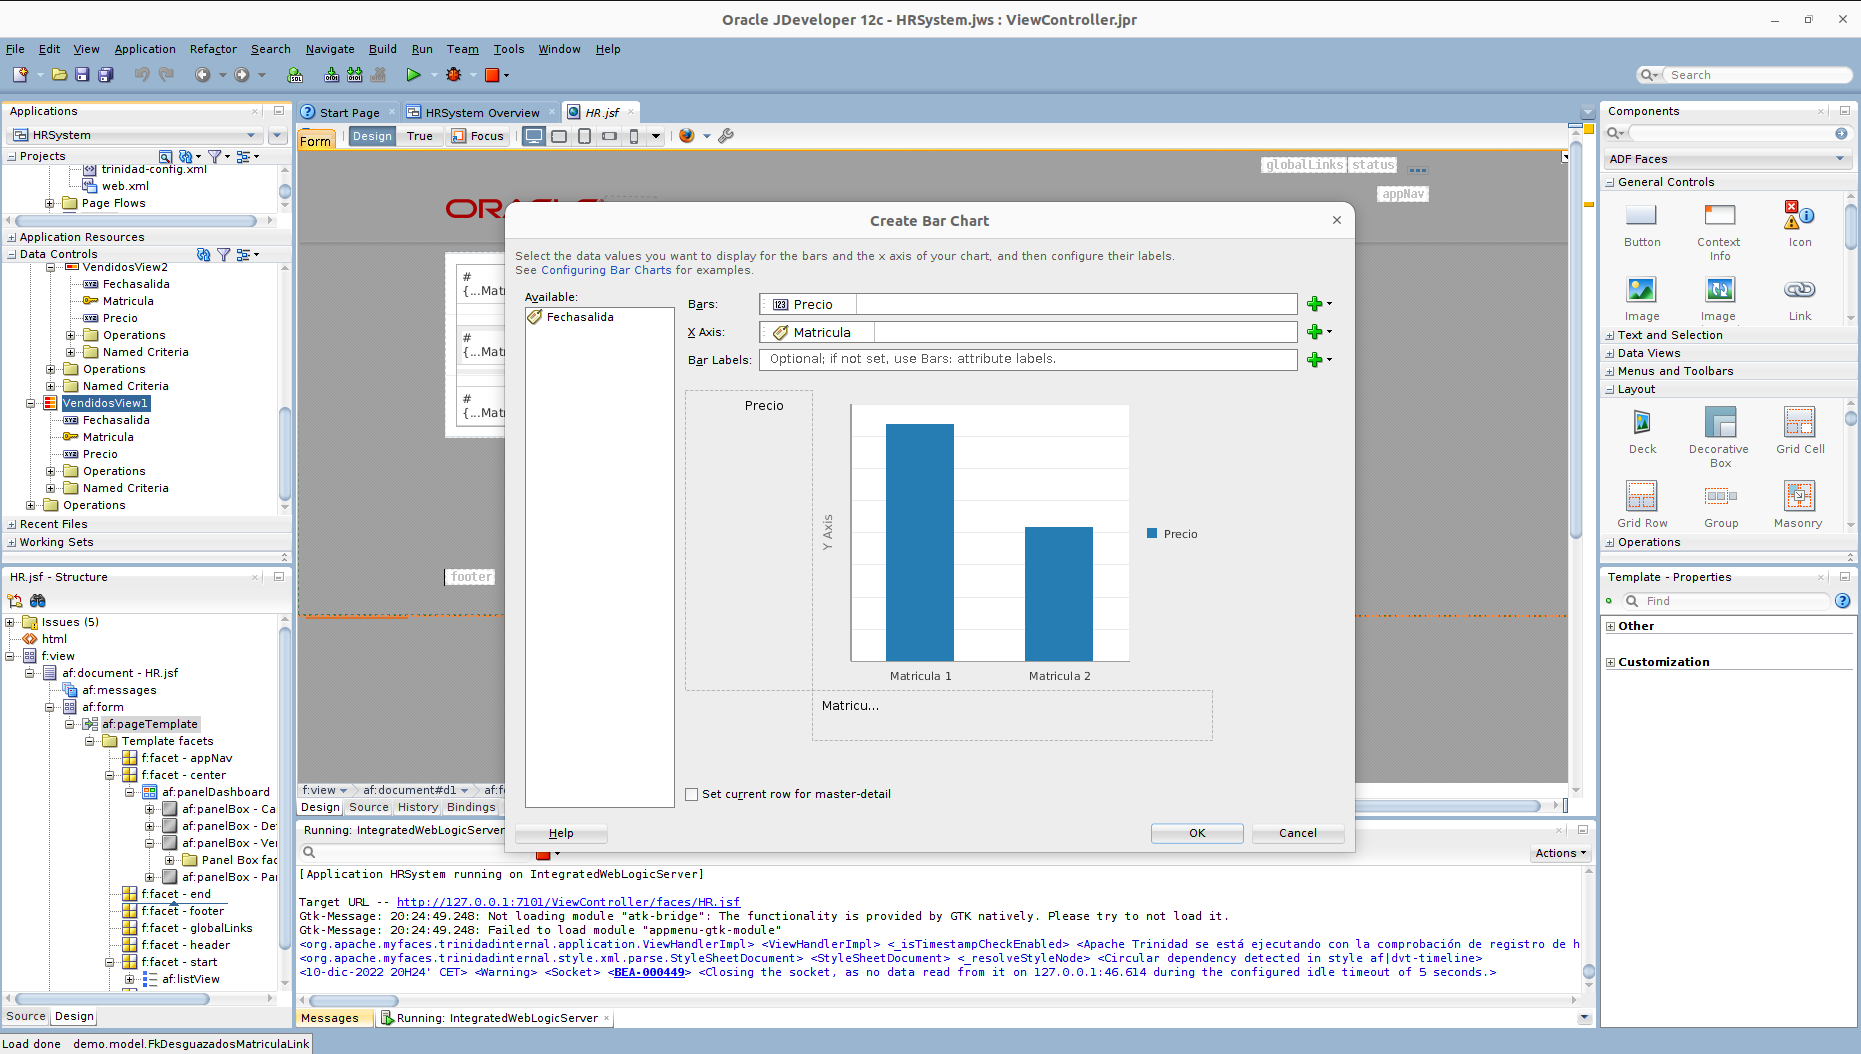 Oracle JDeveloper 12c - HRSystem.jws : ViewController.jpr
File Edit View Application Refactor Search Navigate Build Run Team Tools Window Help
Search
Applications
HRSystem
Projects
trinidad-config.xml
web.xml
Page Flows
Application Resources
Data Controls
VendidosView2
Fechasalida
Matricula
Precio
Operations
Named Criteria
Operations
Named Criteria
VendidosView1
Fechasalida
Matricula
Precio
Operations
Named Criteria
Operations
Recent Files
Working Sets
HR.jsf - Structure
Issues (5)
html
f:view
af:document - HR.jsf
af:messages
af:form
af:pageTemplate
Template facets
f:facet - appNav
f:facet - center
af:panelDashboard
af:panelBox - Ca
af:panelBox - De
af:panelBox - Ve
Panel Box fac
af:panelBox - Pa
f:facet - end
f:facet - footer
f:facet - globalLinks
f:facet - header
f:facet - start
af:listView
Source Design
Load done demo.model.FkDesguazadosMatriculaLink
Start Page HRSystem Overview HR.jsf
Form Design True Focus
globalLinks status
appNav
#
{...Matr
#
{...Matr
#
{...Matr
footer
Create Bar Chart
Select the data values you want to display for the bars and the x axis of your chart, and then configure their labels.
See Configuring Bar Charts for examples.
Available:
Fechasalida
Bars: Precio
X Axis: Matricula
Bar Labels: Optional; if not set, use Bars: attribute labels.
Precio
Y Axis
Precio
Matricula 1 Matricula 2
Matricu...
Set current row for master-detail
Help OK Cancel
f:view af:document#d1 af:f
Design Source History Bindings
Running: IntegratedWebLogicServer
Actions
[Application HRSystem running on IntegratedWebLogicServer]
Target URL -- http://127.0.0.1:7101/ViewController/faces/HR.jsf
Gtk-Message: 20:24:49.248: Not loading module "atk-bridge": The functionality is provided by GTK natively. Please try to not load it.
Gtk-Message: 20:24:49.248: Failed to load module "appmenu-gtk-module"
<org.apache.myfaces.trinidadinternal.application.ViewHandlerImpl> <ViewHandlerImpl> <_isTimestampCheckEnabled> <Apache Trinidad se está ejecutando con la comprobación de registro de h
<org.apache.myfaces.trinidadinternal.style.xml.parse.StyleSheetDocument> <StyleSheetDocument> <_resolveStyleNode> <Circular dependency detected in style af|dvt-timeline>
<10-dic-2022 20H24' CET> <Warning> <Socket> <BEA-000449> <Closing the socket, as no data read from it on 127.0.0.1:46.614 during the configured idle timeout of 5 seconds.>
Messages Running: IntegratedWebLogicServer
Components
ADF Faces
General Controls
Button Context Info Icon
Image Image Link
Text and Selection
Data Views
Menus and Toolbars
Layout
Deck Decorative Box Grid Cell
Grid Row Group Masonry
Operations
Template - Properties
Find
Other
Customization